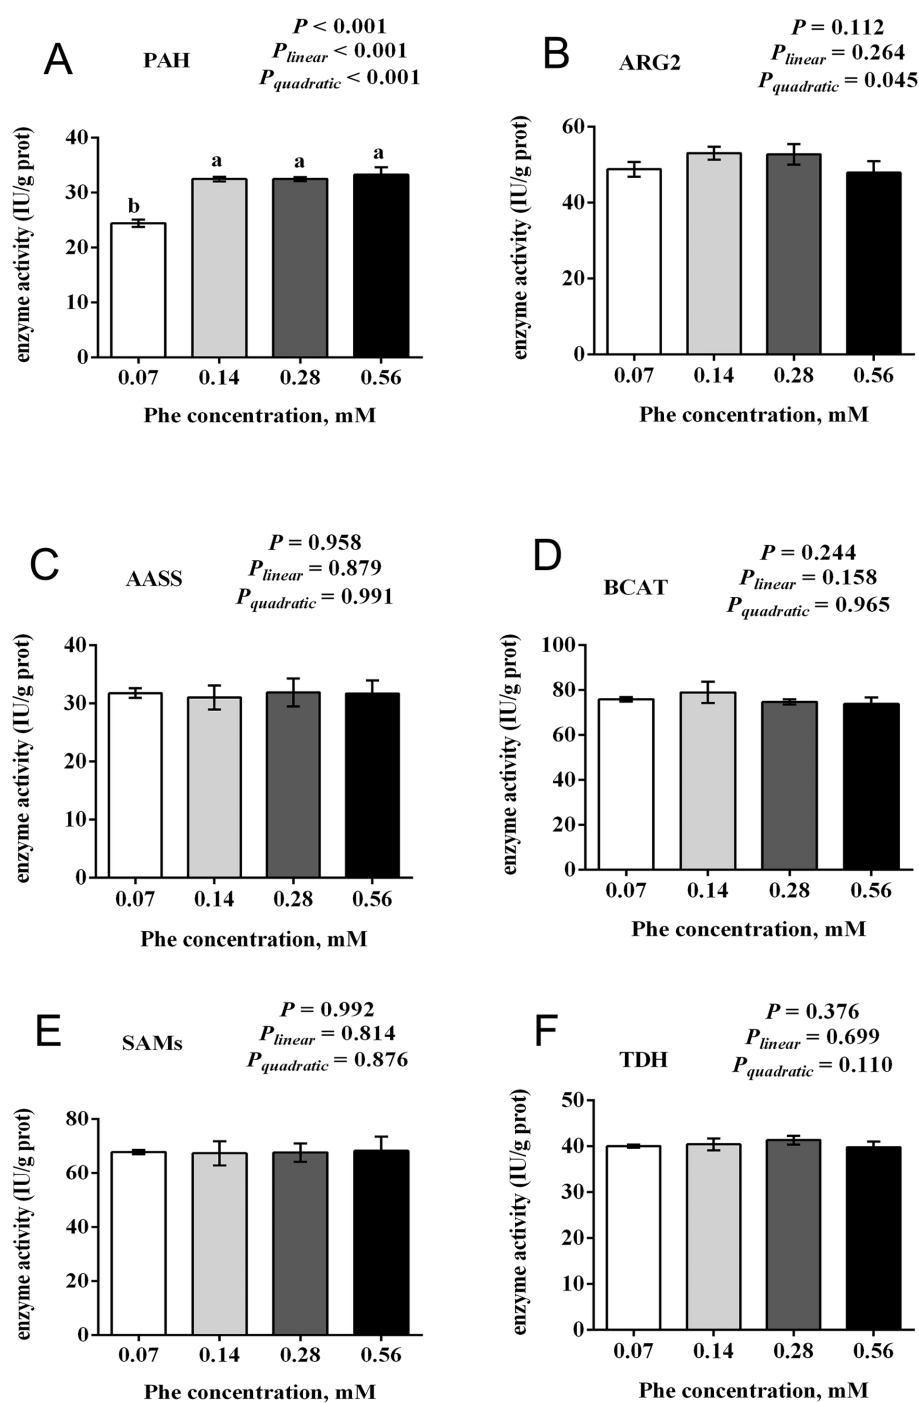 A
PAH
P < 0.001
Plinear < 0.001
Pquadratic < 0.001
enzyme activity (IU/g prot)
40
30
20
10
0
b
a
a
a
0.07 0.14 0.28 0.56
Phe concentration, mM
B
ARG2
P = 0.112
Plinear = 0.264
Pquadratic = 0.045
enzyme activity (IU/g prot)
60
40
20
0
0.07 0.14 0.28 0.56
Phe concentration, mM
C
AASS
P = 0.958
Plinear = 0.879
Pquadratic = 0.991
enzyme activity (IU/g prot)
40
30
20
10
0
0.07 0.14 0.28 0.56
Phe concentration, mM
D
BCAT
P = 0.244
Plinear = 0.158
Pquadratic = 0.965
enzyme activity (IU/g prot)
100
80
60
40
20
0
0.07 0.14 0.28 0.56
Phe concentration, mM
E
SAMs
P = 0.992
Plinear = 0.814
Pquadratic = 0.876
enzyme activity (IU/g prot)
80
60
40
20
0
0.07 0.14 0.28 0.56
Phe concentration, mM
F
TDH
P = 0.376
Plinear = 0.699
Pquadratic = 0.110
enzyme activity (IU/g prot)
50
40
30
20
10
0
0.07 0.14 0.28 0.56
Phe concentration, mM